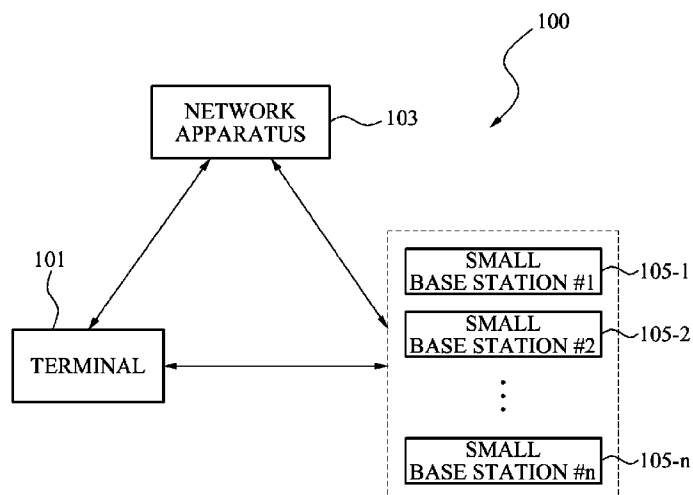 100
NETWORK
APPARATUS
103
101
TERMINAL
SMALL
BASE STATION #1
105-1
SMALL
BASE STATION #2
105-2
SMALL
BASE STATION #n
105-n